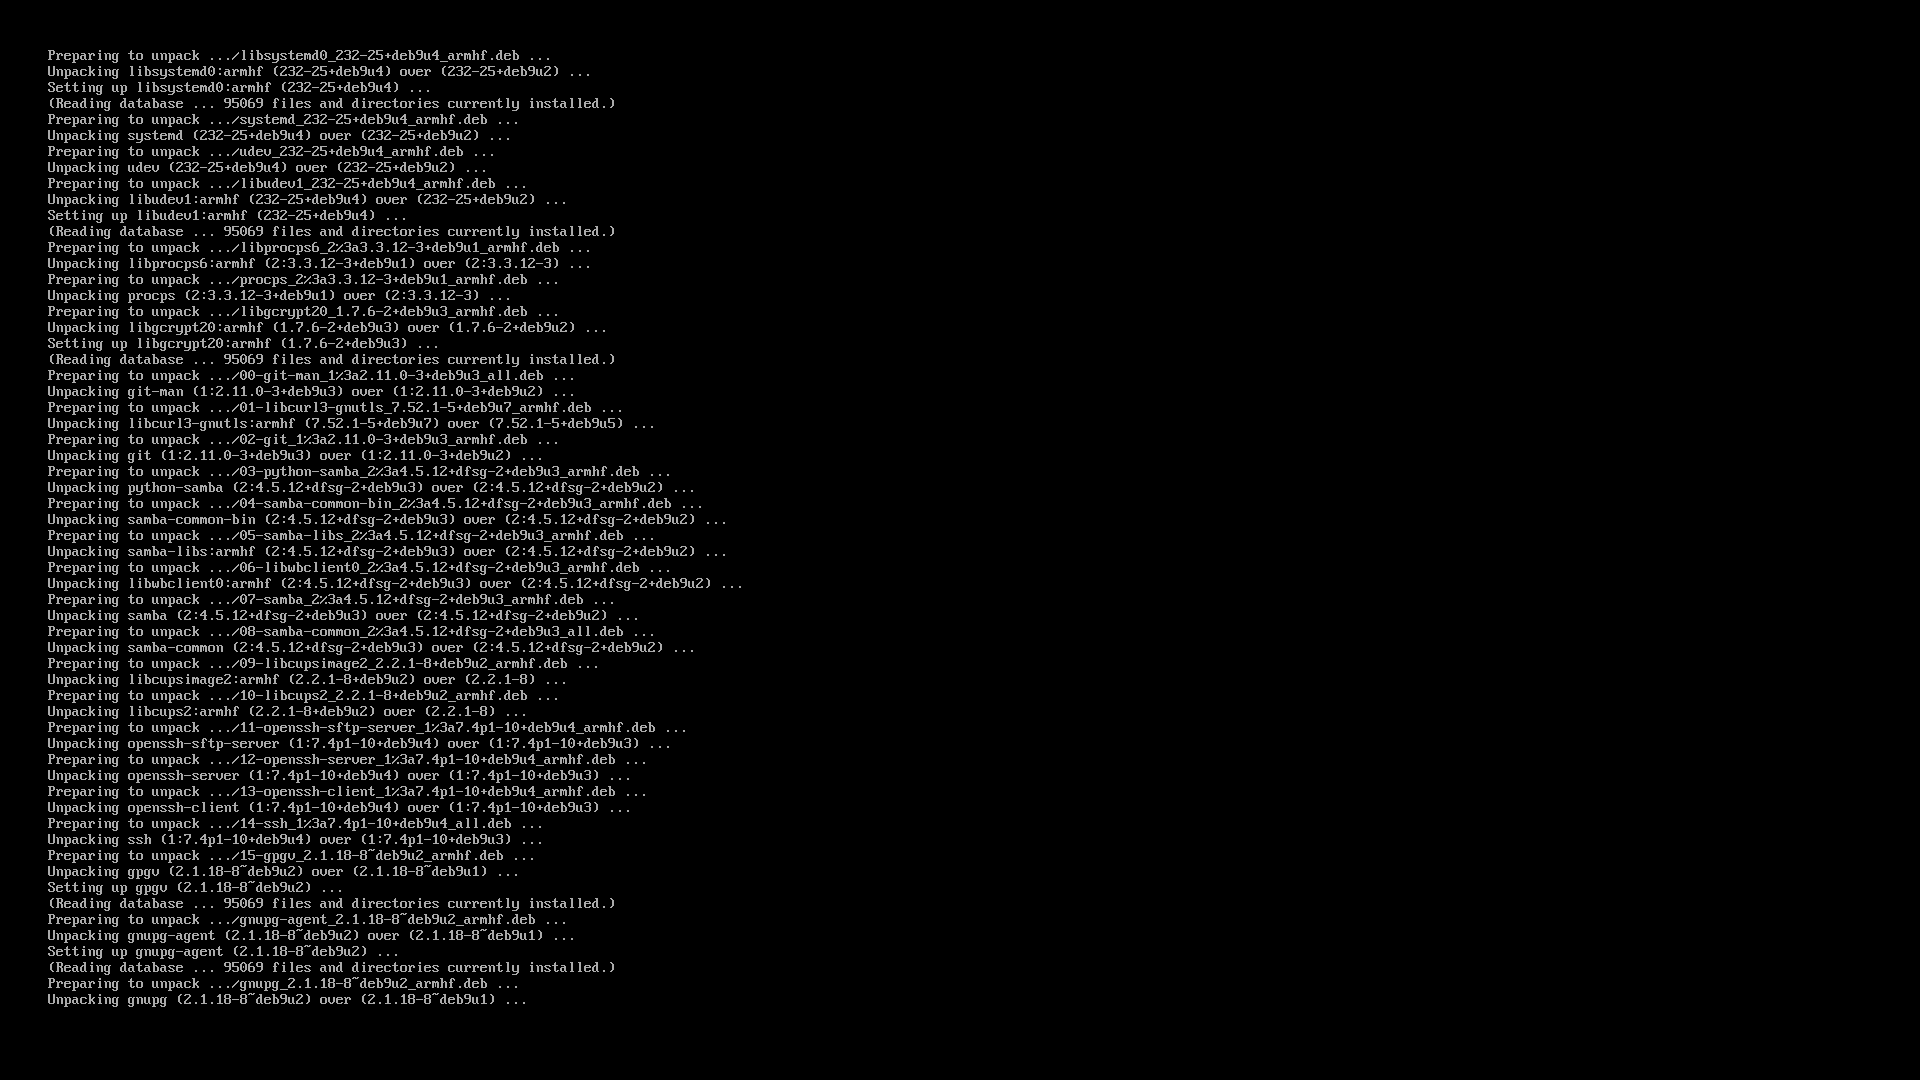 Preparing to unpack .../libsystemd0_232-25+deb9u4_armhf.deb ...
Unpacking libsystemd0:armhf (232-25+deb9u4) over (232-25+deb9u2) ...
Setting up libsystemd0:armhf (232-25+deb9u4) ...
(Reading database ... 95069 files and directories currently installed.)
Preparing to unpack .../systemd_232-25+deb9u4_armhf.deb ...
Unpacking systemd (232-25+deb9u4) over (232-25+deb9u2) ...
Preparing to unpack .../udev_232-25+deb9u4_armhf.deb ...
Unpacking udev (232-25+deb9u4) over (232-25+deb9u2) ...
Preparing to unpack .../libudev1_232-25+deb9u4_armhf.deb ...
Unpacking libudev1:armhf (232-25+deb9u4) over (232-25+deb9u2) ...
Setting up libudev1:armhf (232-25+deb9u4) ...
(Reading database ... 95069 files and directories currently installed.)
Preparing to unpack .../libprocps6_2%3a3.3.12-3+deb9u1_armhf.deb ...
Unpacking libprocps6:armhf (2:3.3.12-3+deb9u1) over (2:3.3.12-3) ...
Preparing to unpack .../procps_2%3a3.3.12-3+deb9u1_armhf.deb ...
Unpacking procps (2:3.3.12-3+deb9u1) over (2:3.3.12-3) ...
Preparing to unpack .../libgcrypt20_1.7.6-2+deb9u3_armhf.deb ...
Unpacking libgcrypt20:armhf (1.7.6-2+deb9u3) over (1.7.6-2+deb9u2) ...
Setting up libgcrypt20:armhf (1.7.6-2+deb9u3) ...
(Reading database ... 95069 files and directories currently installed.)
Preparing to unpack .../00-git-man_1%3a2.11.0-3+deb9u3_all.deb ...
Unpacking git-man (1:2.11.0-3+deb9u3) over (1:2.11.0-3+deb9u2) ...
Preparing to unpack .../01-libcurl3-gnutls_7.52.1-5+deb9u7_armhf.deb ...
Unpacking libcurl3-gnutls:armhf (7.52.1-5+deb9u7) over (7.52.1-5+deb9u5) ...
Preparing to unpack .../02-git_1%3a2.11.0-3+deb9u3_armhf.deb ...
Unpacking git (1:2.11.0-3+deb9u3) over (1:2.11.0-3+deb9u2) ...
Preparing to unpack .../03-python-samba_2%3a4.5.12+dfsg-2+deb9u3_armhf.deb ...
Unpacking python-samba (2:4.5.12+dfsg-2+deb9u3) over (2:4.5.12+dfsg-2+deb9u2) ...
Preparing to unpack .../04-samba-common-bin_2%3a4.5.12+dfsg-2+deb9u3_armhf.deb ...
Unpacking samba-common-bin (2:4.5.12+dfsg-2+deb9u3) over (2:4.5.12+dfsg-2+deb9u2) ...
Preparing to unpack .../05-samba-libs_2%3a4.5.12+dfsg-2+deb9u3_armhf.deb ...
Unpacking samba-libs:armhf (2:4.5.12+dfsg-2+deb9u3) over (2:4.5.12+dfsg-2+deb9u2) ...
Preparing to unpack .../06-libwbclient0_2%3a4.5.12+dfsg-2+deb9u3_armhf.deb ...
Unpacking libwbclient0:armhf (2:4.5.12+dfsg-2+deb9u3) over (2:4.5.12+dfsg-2+deb9u2) ...
Preparing to unpack .../07-samba_2%3a4.5.12+dfsg-2+deb9u3_armhf.deb ...
Unpacking samba (2:4.5.12+dfsg-2+deb9u3) over (2:4.5.12+dfsg-2+deb9u2) ...
Preparing to unpack .../08-samba-common_2%3a4.5.12+dfsg-2+deb9u3_all.deb ...
Unpacking samba-common (2:4.5.12+dfsg-2+deb9u3) over (2:4.5.12+dfsg-2+deb9u2) ...
Preparing to unpack .../09-libcupsimage2_2.2.1-8+deb9u2_armhf.deb ...
Unpacking libcupsimage2:armhf (2.2.1-8+deb9u2) over (2.2.1-8) ...
Preparing to unpack .../10-libcups2_2.2.1-8+deb9u2_armhf.deb ...
Unpacking libcups2:armhf (2.2.1-8+deb9u2) over (2.2.1-8) ...
Preparing to unpack .../11-openssh-sftp-server_1%3a7.4p1-10+deb9u4_armhf.deb ...
Unpacking openssh-sftp-server (1:7.4p1-10+deb9u4) over (1:7.4p1-10+deb9u3) ...
Preparing to unpack .../12-openssh-server_1%3a7.4p1-10+deb9u4_armhf.deb ...
Unpacking openssh-server (1:7.4p1-10+deb9u4) over (1:7.4p1-10+deb9u3) ...
Preparing to unpack .../13-openssh-client_1%3a7.4p1-10+deb9u4_armhf.deb ...
Unpacking openssh-client (1:7.4p1-10+deb9u4) over (1:7.4p1-10+deb9u3) ...
Preparing to unpack .../14-ssh_1%3a7.4p1-10+deb9u4_all.deb ...
Unpacking ssh (1:7.4p1-10+deb9u4) over (1:7.4p1-10+deb9u3) ...
Preparing to unpack .../15-gpgv_2.1.18-8~deb9u2_armhf.deb ...
Unpacking gpgv (2.1.18-8~deb9u2) over (2.1.18-8~deb9u1) ...
Setting up gpgv (2.1.18-8~deb9u2) ...
(Reading database ... 95069 files and directories currently installed.)
Preparing to unpack .../gnupg-agent_2.1.18-8~deb9u2_armhf.deb ...
Unpacking gnupg-agent (2.1.18-8~deb9u2) over (2.1.18-8~deb9u1) ...
Setting up gnupg-agent (2.1.18-8~deb9u2) ...
(Reading database ... 95069 files and directories currently installed.)
Preparing to unpack .../gnupg_2.1.18-8~deb9u2_armhf.deb ...
Unpacking gnupg (2.1.18-8~deb9u2) over (2.1.18-8~deb9u1) ...